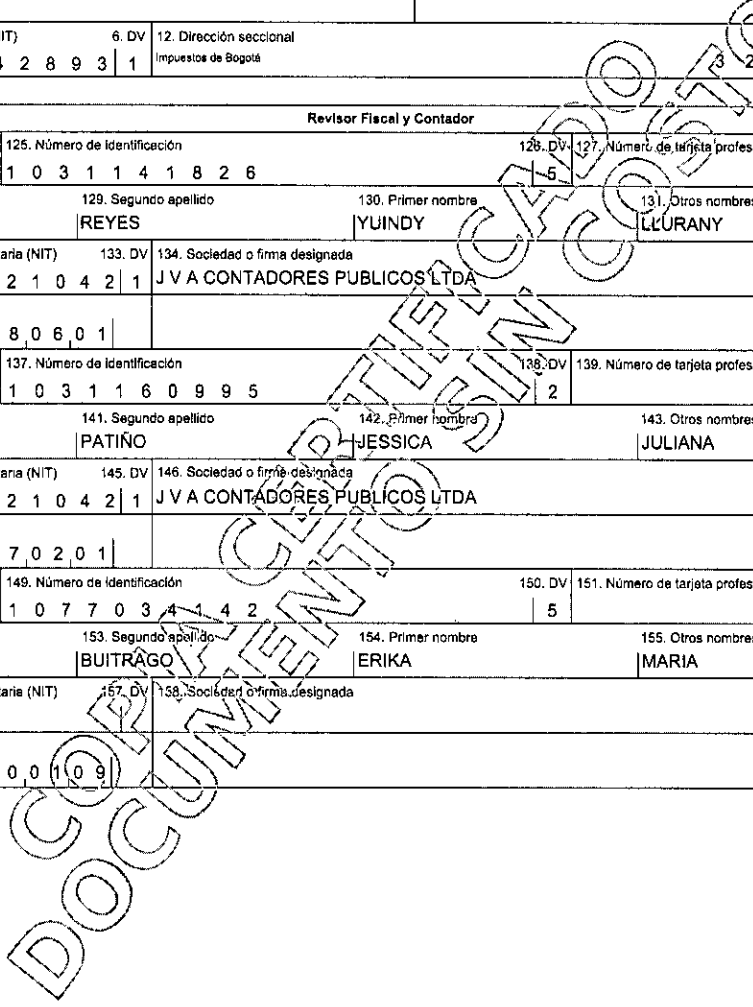 IT) 6. DV 12. Dirección seccional
4 2 8 9 3 1 Impuestos de Bogotá 3 2
Revisor Fiscal y Contador
125. Número de identificación 126. DV 127. Número de tarjeta profes
1 0 3 1 1 4 1 8 2 6 5
129. Segundo apellido 130. Primer nombre 131. Otros nombres
REYES YUINDY LLURANY
aria (NIT) 133. DV 134. Sociedad o firma designada
2 1 0 4 2 1 J V A CONTADORES PUBLICOS LTDA
8 0 6 0 1
137. Número de identificación 138. DV 139. Número de tarjeta profes
1 0 3 1 1 6 0 9 9 5 2
141. Segundo apellido 142. Primer nombre 143. Otros nombres
PATIÑO JESSICA JULIANA
aria (NIT) 145. DV 146. Sociedad o firma designada
2 1 0 4 2 1 J V A CONTADORES PUBLICOS LTDA
7 0 2 0 1
149. Número de identificación 150. DV 151. Número de tarjeta profes
1 0 7 7 0 3 4 1 4 2 5
153. Segundo apellido 154. Primer nombre 155. Otros nombres
BUITRAGO ERIKA MARIA
taria (NIT) 157. DV 158. Sociedad o firma designada
0 0 1 0 9
COPIA CERTIFICADO
DOCUMENTO SIN COSTO